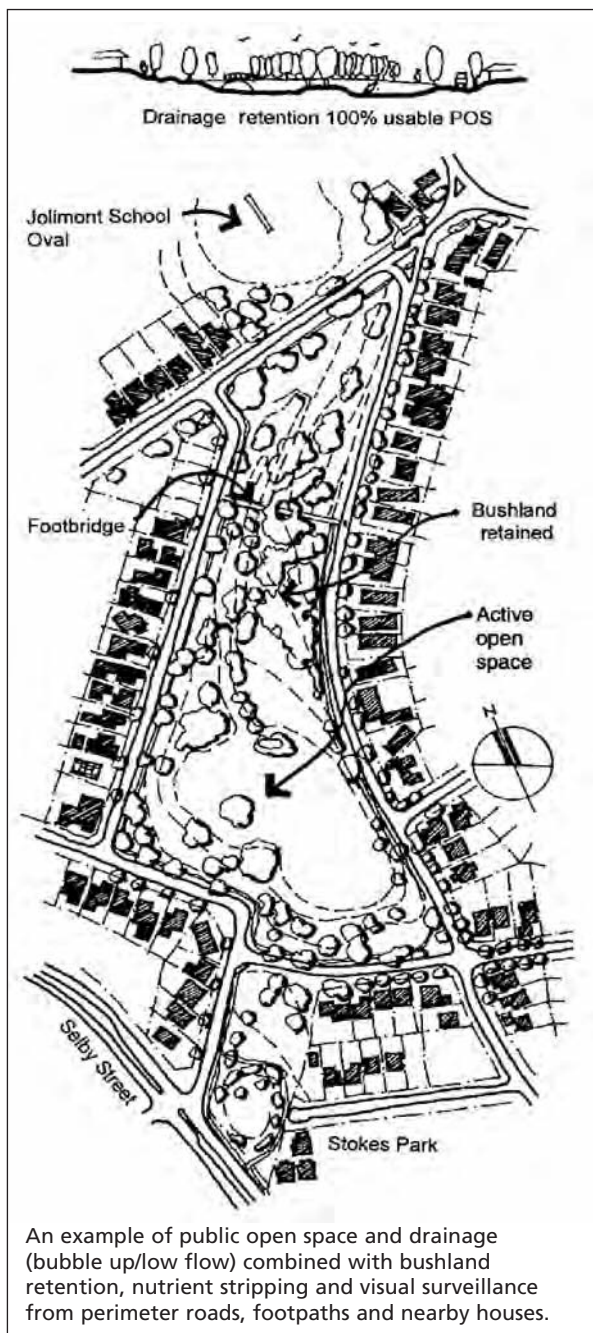 Drainage retention 100% usable POS
Jolimont School
Oval
Footbridge
Bushland
retained
Active
open
space
N
Selby Street
Stokes Park
An example of public open space and drainage
(bubble up/low flow) combined with bushland
retention, nutrient stripping and visual surveillance
from perimeter roads, footpaths and nearby houses.